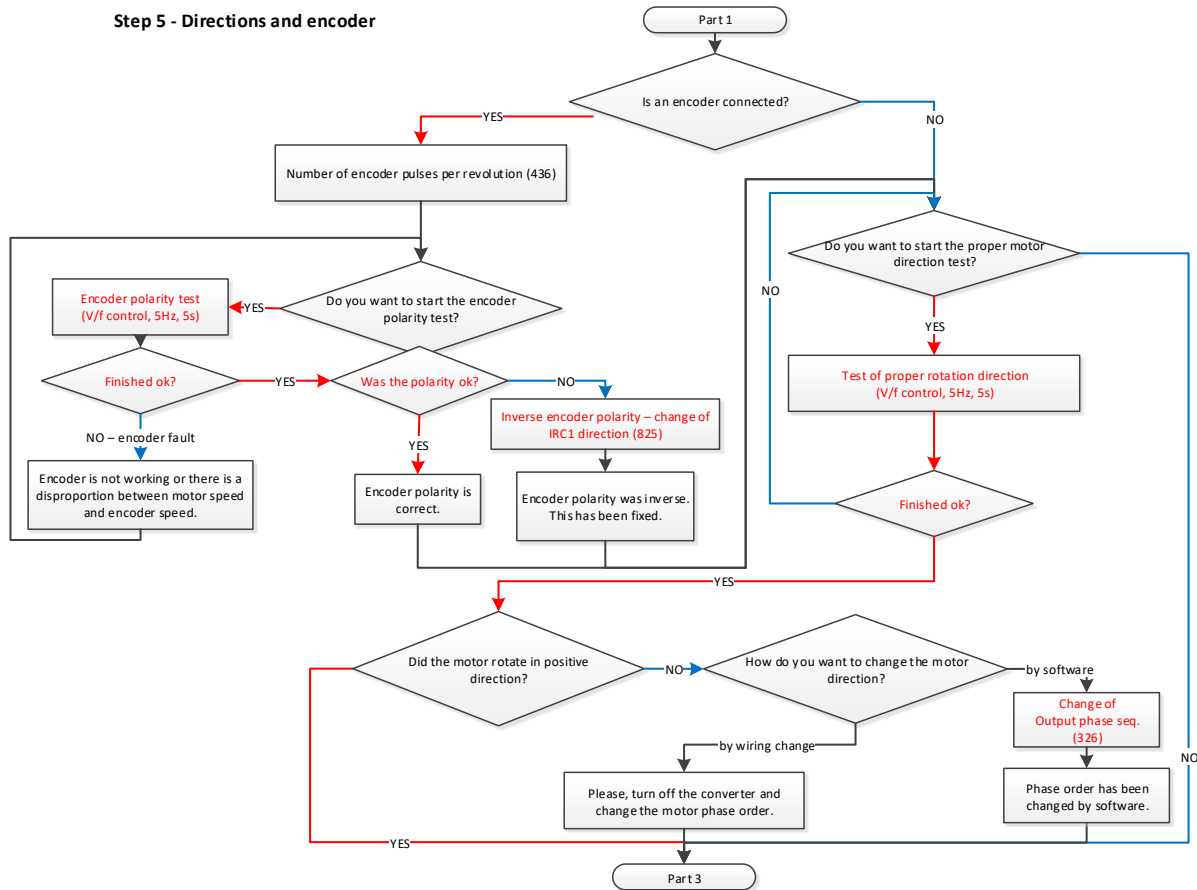 Step 5 - Directions and encoder
Part 1
Is an encoder connected?
YES
NO
Number of encoder pulses per revolution (436)
Do you want to start the proper motor
direction test?
Encoder polarity test
(V/f control, 5Hz, 5s)
YES
Do you want to start the encoder
polarity test?
NO
YES
Finished ok?
YES
Was the polarity ok?
NO
Test of proper rotation direction
(V/f control, 5Hz, 5s)
Inverse encoder polarity – change of
IRC1 direction (825)
NO – encoder fault
YES
Encoder is not working or there is a
disproportion between motor speed
and encoder speed.
Encoder polarity is
correct.
Encoder polarity was inverse.
This has been fixed.
Finished ok?
YES
Did the motor rotate in positive
direction?
NO
How do you want to change the motor
direction?
by software
Change of
Output phase seq.
(326)
by wiring change
NO
Please, turn off the converter and
change the motor phase order.
Phase order has been
changed by software.
YES
Part 3